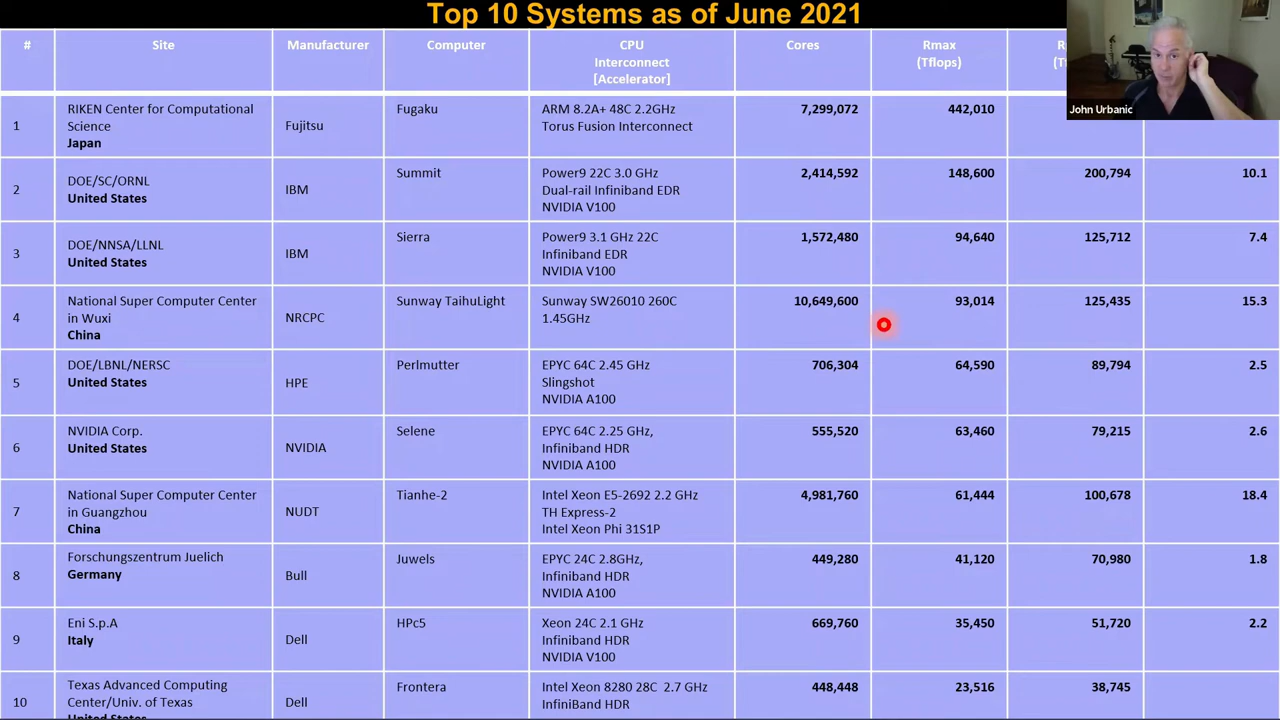 Top 10 Systems as of June 2021
# Site Manufacturer Computer CPU Cores Rmax
Interconnect (Tflops)
[Accelerator]
John Urbanic
1 RIKEN Center for Computational Fujitsu Fugaku ARM 8.2A+ 48C 2.2GHz 7,299,072 442,010
Science Torus Fusion Interconnect
Japan
2 DOE/SC/ORNL IBM Summit Power9 22C 3.0 GHz 2,414,592 148,600 200,794 10.1
United States Dual-rail Infiniband EDR
NVIDIA V100
3 DOE/NNSA/LLNL IBM Sierra Power9 3.1 GHz 22C 1,572,480 94,640 125,712 7.4
United States Infiniband EDR
NVIDIA V100
4 National Super Computer Center NRCPC Sunway TaihuLight Sunway SW26010 260C 10,649,600 93,014 125,435 15.3
in Wuxi 1.45GHz
China
5 DOE/LBNL/NERSC HPE Perlmutter EPYC 64C 2.45 GHz 706,304 64,590 89,794 2.5
United States Slingshot
NVIDIA A100
6 NVIDIA Corp. NVIDIA Selene EPYC 64C 2.25 GHz, 555,520 63,460 79,215 2.6
United States Infiniband HDR
NVIDIA A100
7 National Super Computer Center NUDT Tianhe-2 Intel Xeon E5-2692 2.2 GHz 4,981,760 61,444 100,678 18.4
in Guangzhou TH Express-2
China Intel Xeon Phi 31S1P
8 Forschungszentrum Juelich Bull Juwels EPYC 24C 2.8GHz, 449,280 41,120 70,980 1.8
Germany Infiniband HDR
NVIDIA A100
9 Eni S.p.A Dell HPc5 Xeon 24C 2.1 GHz 669,760 35,450 51,720 2.2
Italy Infiniband HDR
NVIDIA V100
10 Texas Advanced Computing Dell Frontera Intel Xeon 8280 28C 2.7 GHz 448,448 23,516 38,745
Center/Univ. of Texas InfiniBand HDR
United States